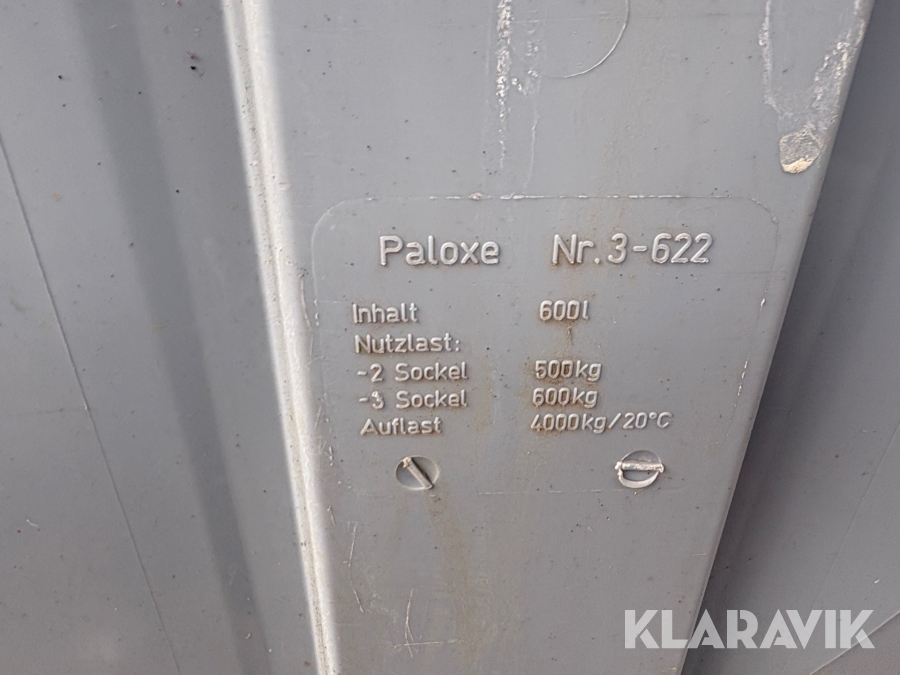 Paloxe Nr. 3-622
Inhalt 600l
Nutzlast:
-2 Sockel 500kg
-3 Sockel 600kg
Auflast 4000kg/20°C
KLARAVIK